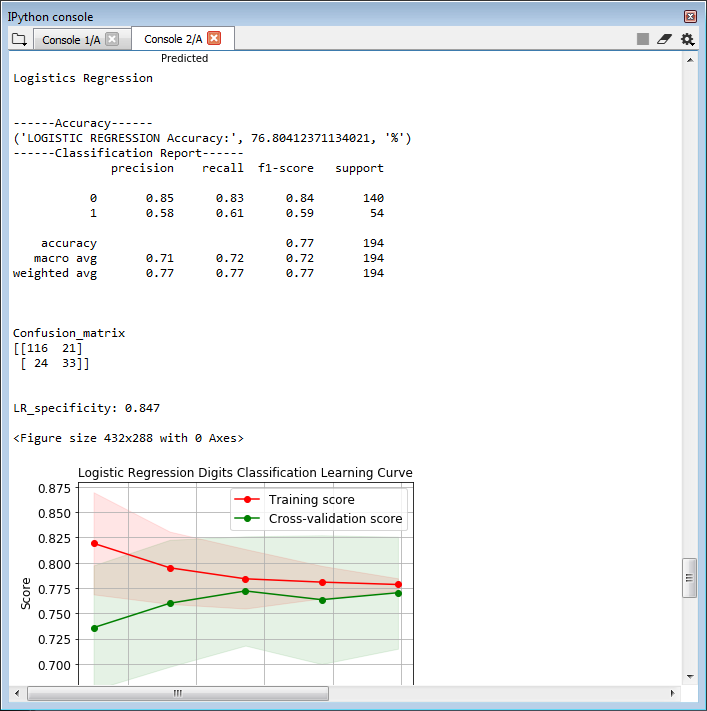 IPython console
Console 1/A
Console 2/A
Predicted
Logistics Regression
------Accuracy------
('LOGISTIC REGRESSION Accuracy:', 76.80412371134021, '%')
------Classification Report------
precision recall f1-score support
0 0.85 0.83 0.84 140
1 0.58 0.61 0.59 54
accuracy 0.77 194
macro avg 0.71 0.72 0.72 194
weighted avg 0.77 0.77 0.77 194
Confusion_matrix
[[116 21]
[ 24 33]]
LR_specificity: 0.847
<Figure size 432x288 with 0 Axes>
Logistic Regression Digits Classification Learning Curve
Training score
Cross-validation score
0.875
0.850
0.825
0.800
0.775
0.750
0.725
0.700
Score